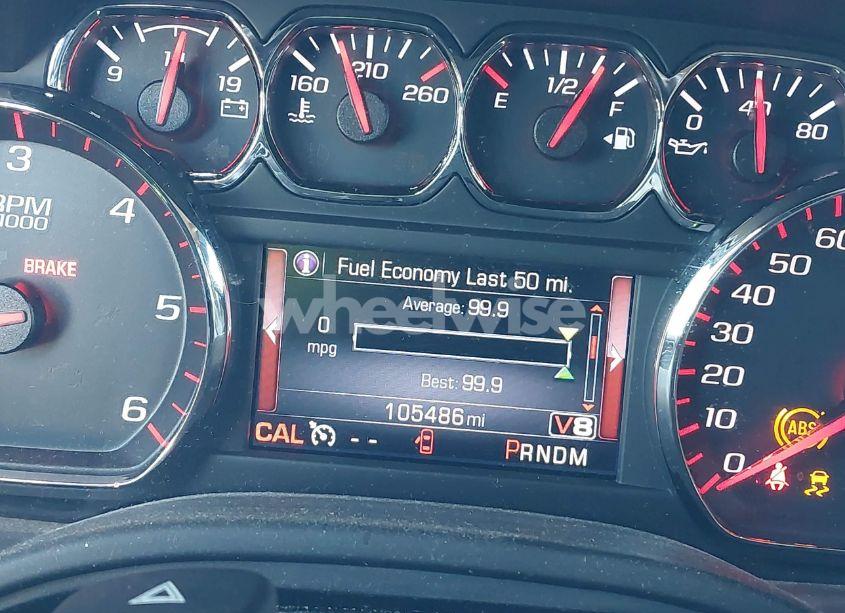 9 19
160 210 260
E 1/2 F
0 40 80
3
4
5
6
RPM
1000
BRAKE
Fuel Economy Last 50 mi.
Average: 99.9
0
mpg
Best: 99.9
105486 mi
V8
CAL -- PRNDM
wheelwise
60
50
40
30
20
10
0
ABS